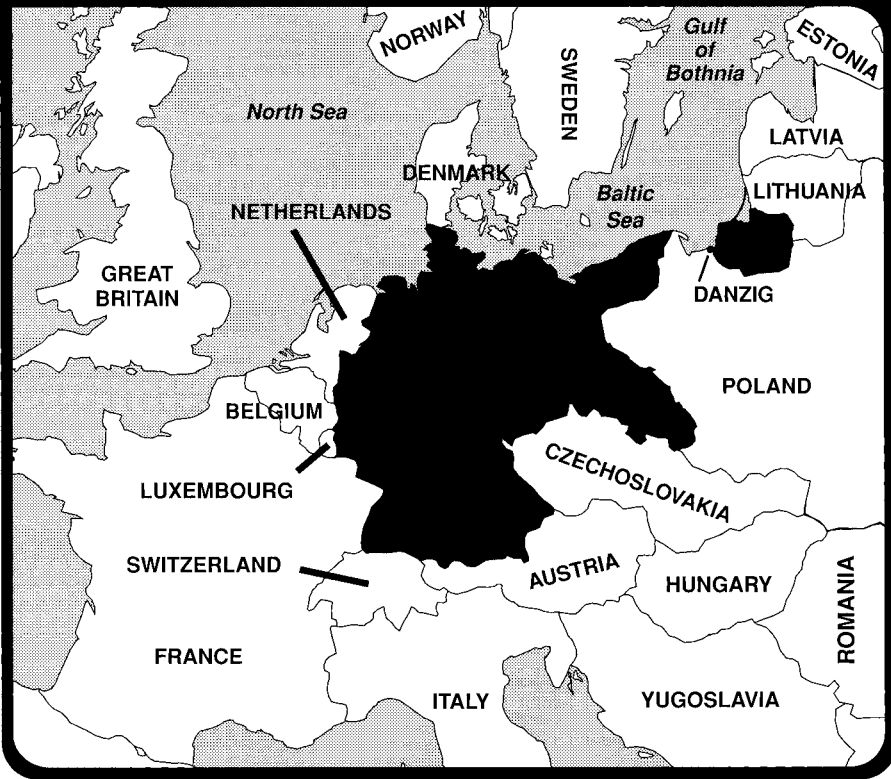 NORWAY
Gulf
of
Bothnia
ESTONIA
SWEDEN
North Sea
LATVIA
DENMARK
LITHUANIA
Baltic
Sea
NETHERLANDS
GREAT
BRITAIN
DANZIG
POLAND
BELGIUM
CZECHOSLOVAKIA
LUXEMBOURG
SWITZERLAND
AUSTRIA
HUNGARY
ROMANIA
FRANCE
ITALY
YUGOSLAVIA